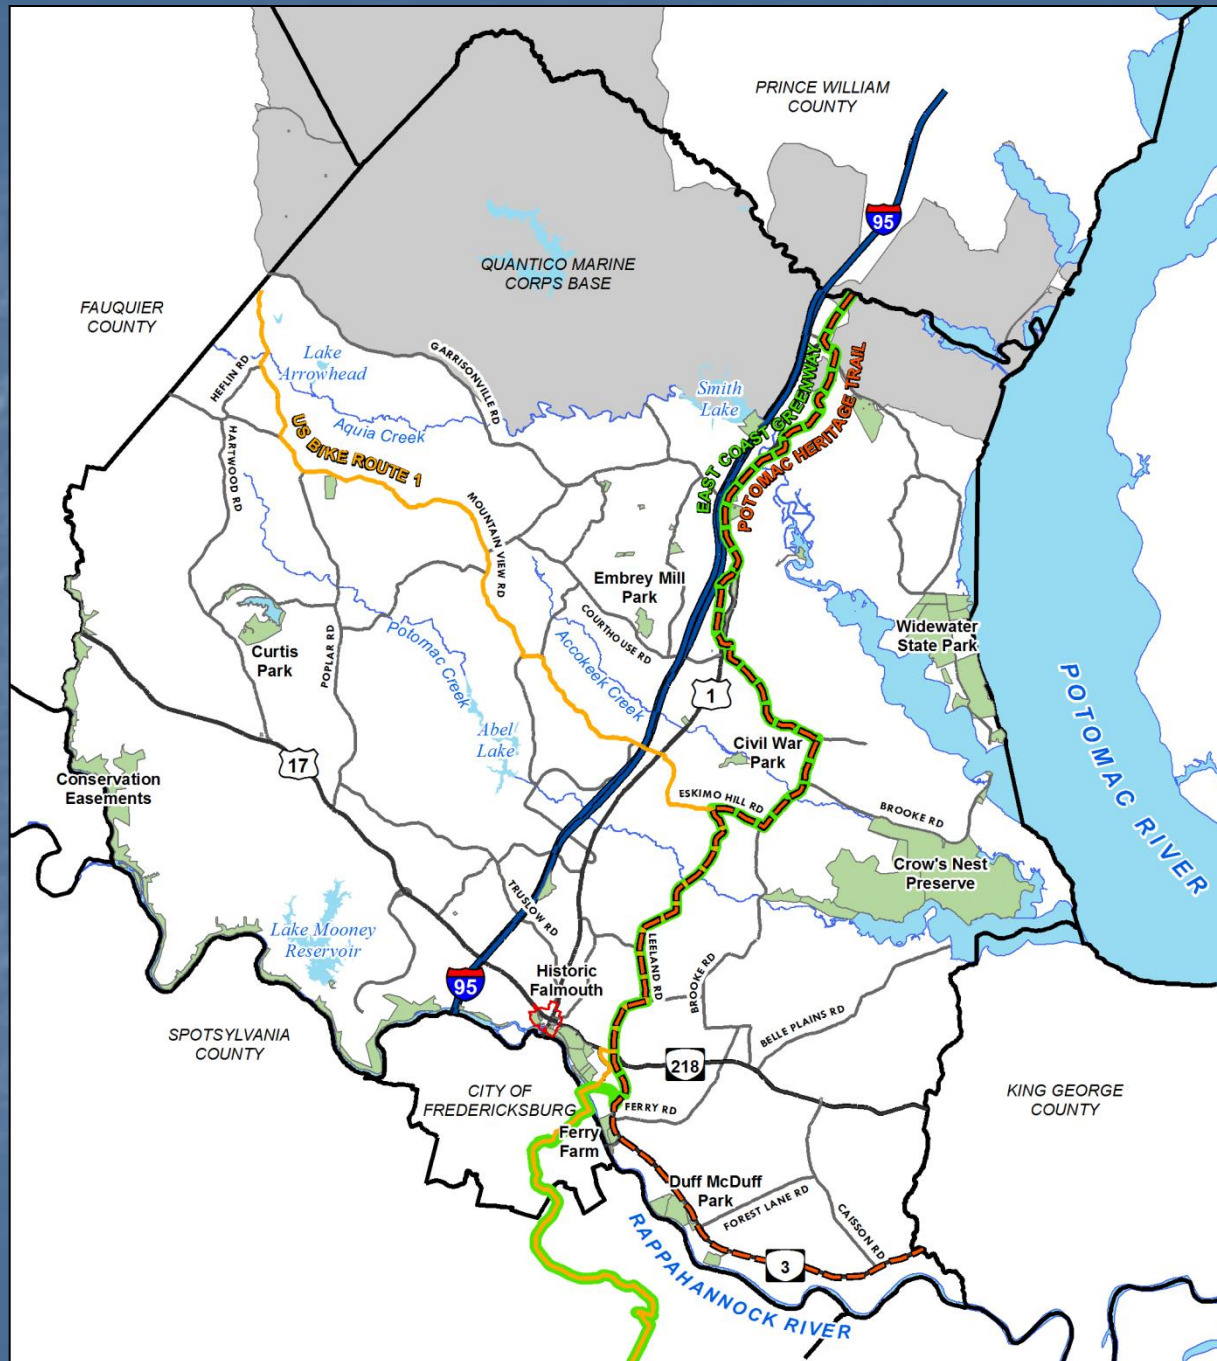 PRINCE WILLIAM
COUNTY
95
QUANTICO MARINE
CORPS BASE
FAUQUIER
COUNTY
GARRISONVILLE RD
Lake
Arrowhead
HEFLIN RD
Smith
Lake
EAST COAST GREENWAY
POTOMAC HERITAGE TRAIL
Aquia Creek
US BIKE ROUTE 1
HARTWOOD RD
MOUNTAIN VIEW RD
Embrey Mill
Park
COURTHOUSE RD
Widewater
State Park
Curtis
Park
POPLAR RD
Potomac Creek
Accokeek Creek
1
POTOMAC RIVER
Abel
Lake
Civil War
Park
17
Conservation
Easements
ESKIMO HILL RD
BROOKE RD
Crow's Nest
Preserve
TRUSLOW RD
Lake Mooney
Reservoir
LEELAND RD
Historic
Falmouth
95
BROOKE RD
BELLE PLAINS RD
SPOTSYLVANIA
COUNTY
218
CITY OF
FREDERICKSBURG
FERRY RD
KING GEORGE
COUNTY
Ferry
Farm
Duff McDuff
Park
FOREST LANE RD
CAISSON RD
3
RAPPAHANNOCK RIVER